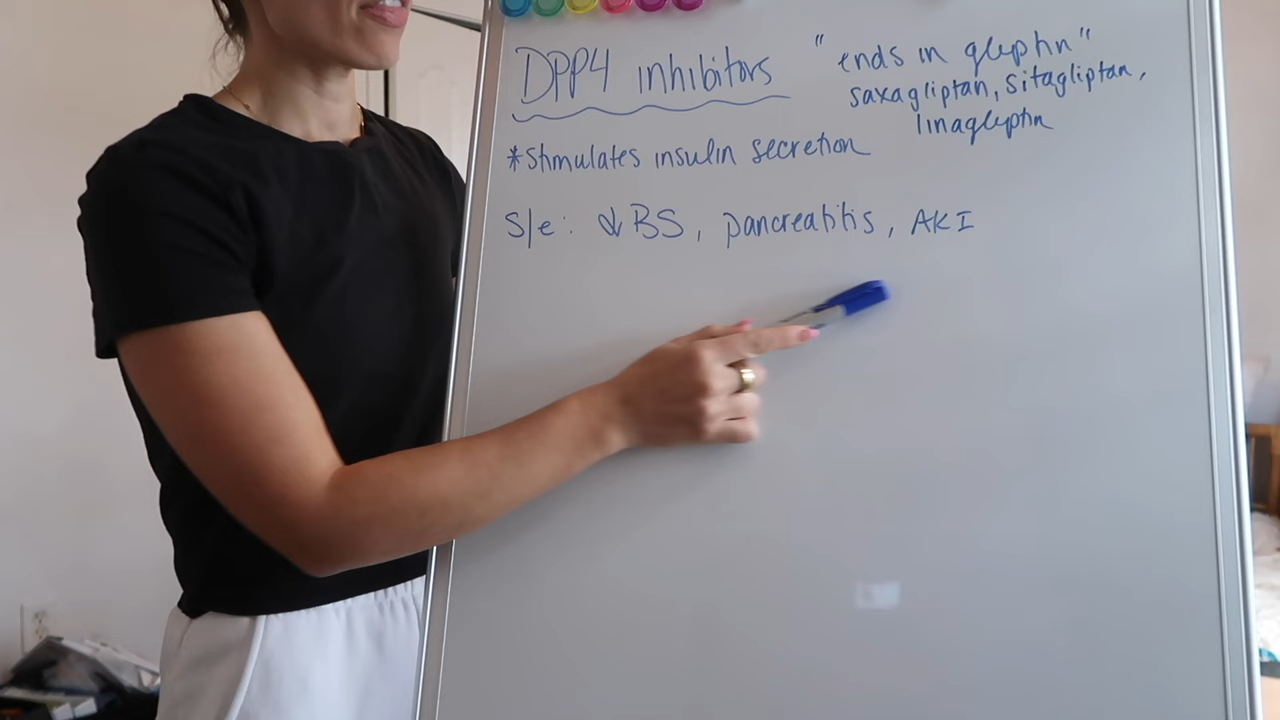 DPP4 inhibitors
"ends in gliptin"
saxagliptan, sitagliptan,
linagliptin
*stimulates insulin secretion
S/e: ↓BS, pancreatitis, AKI